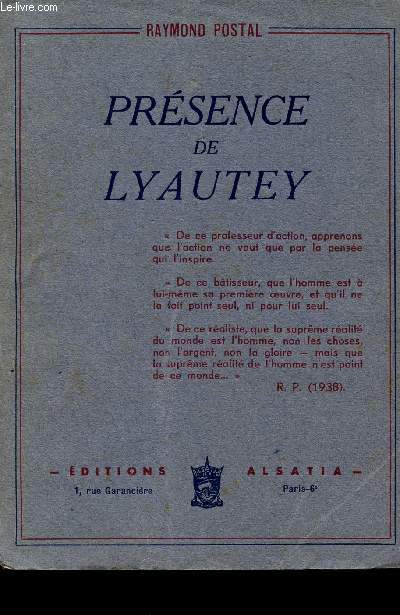 Le-livre.fr
RAYMOND POSTAL
PRÉSENCE
DE
LYAUTEY
« De ce professeur d'action, apprenons
que l'action ne vaut que par la pensée
qui l'inspire.
« De ce bâtisseur, que l'homme est à
lui-même sa première œuvre, et qu'il ne
la fait point seul, ni pour lui seul.
« De ce réaliste, que la suprême réalité
du monde est l'homme, non les choses,
non l'argent, non la gloire — mais que
la suprême réalité de l'homme n'est point
de ce monde... »
R. P. (1938).
- ÉDITIONS ALSATIA -
1, rue Garancière Paris-6e